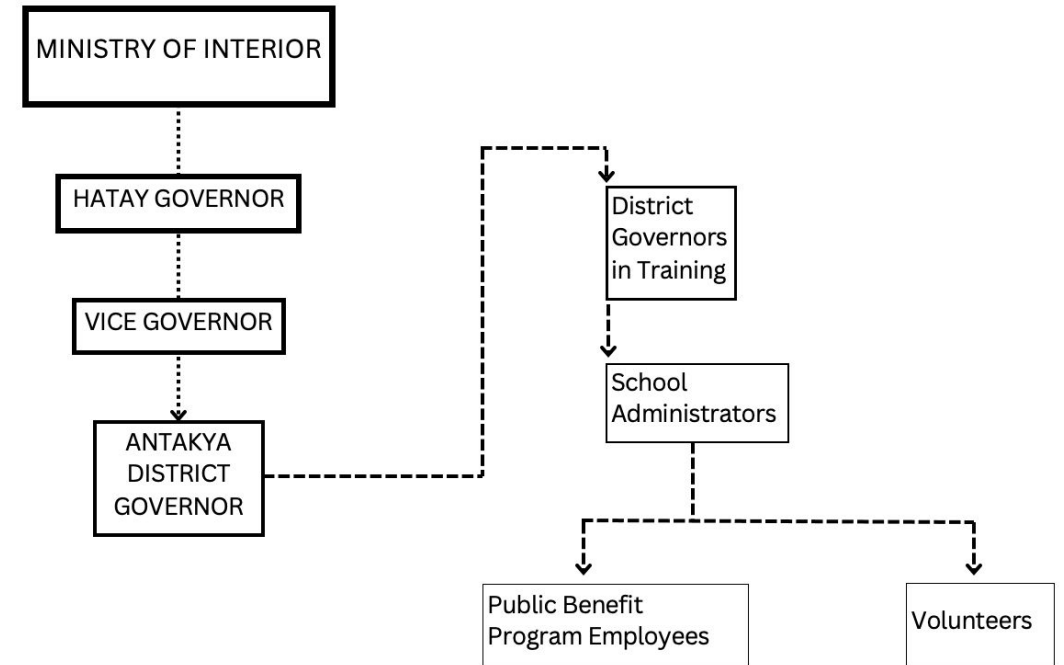 MINISTRY OF INTERIOR
HATAY GOVERNOR
VICE GOVERNOR
ANTAKYA
DISTRICT
GOVERNOR
District
Governors
in Training
School
Administrators
Public Benefit
Program Employees
Volunteers